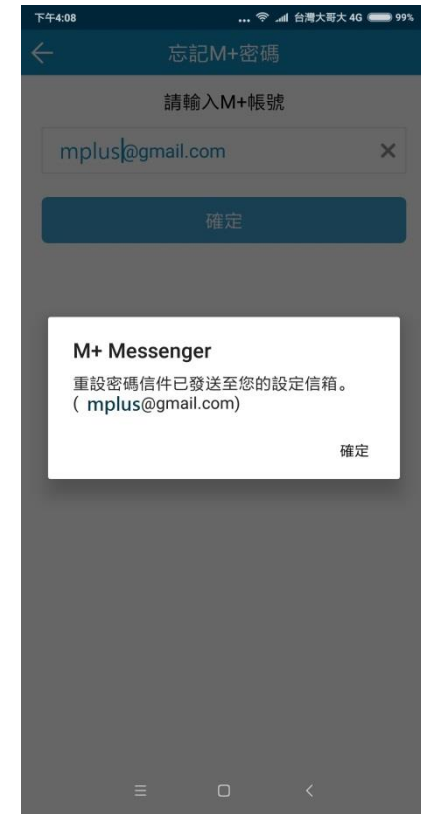 下午4:08 ... 台灣大哥大 4G 99%
忘記M+密碼
請輸入M+帳號
mplus@gmail.com
確定
M+ Messenger
重設密碼信件已發送至您的設定信箱。
( mplus@gmail.com)
確定